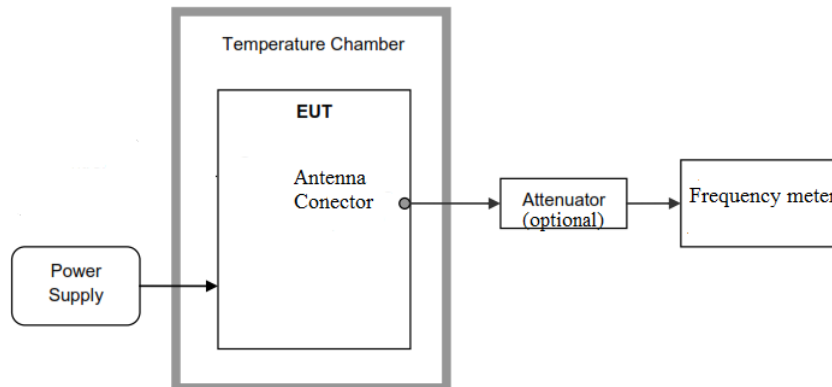 Temperature Chamber
EUT
Antenna
Conector
Attenuator
(optional)
Frequency meter
Power
Supply